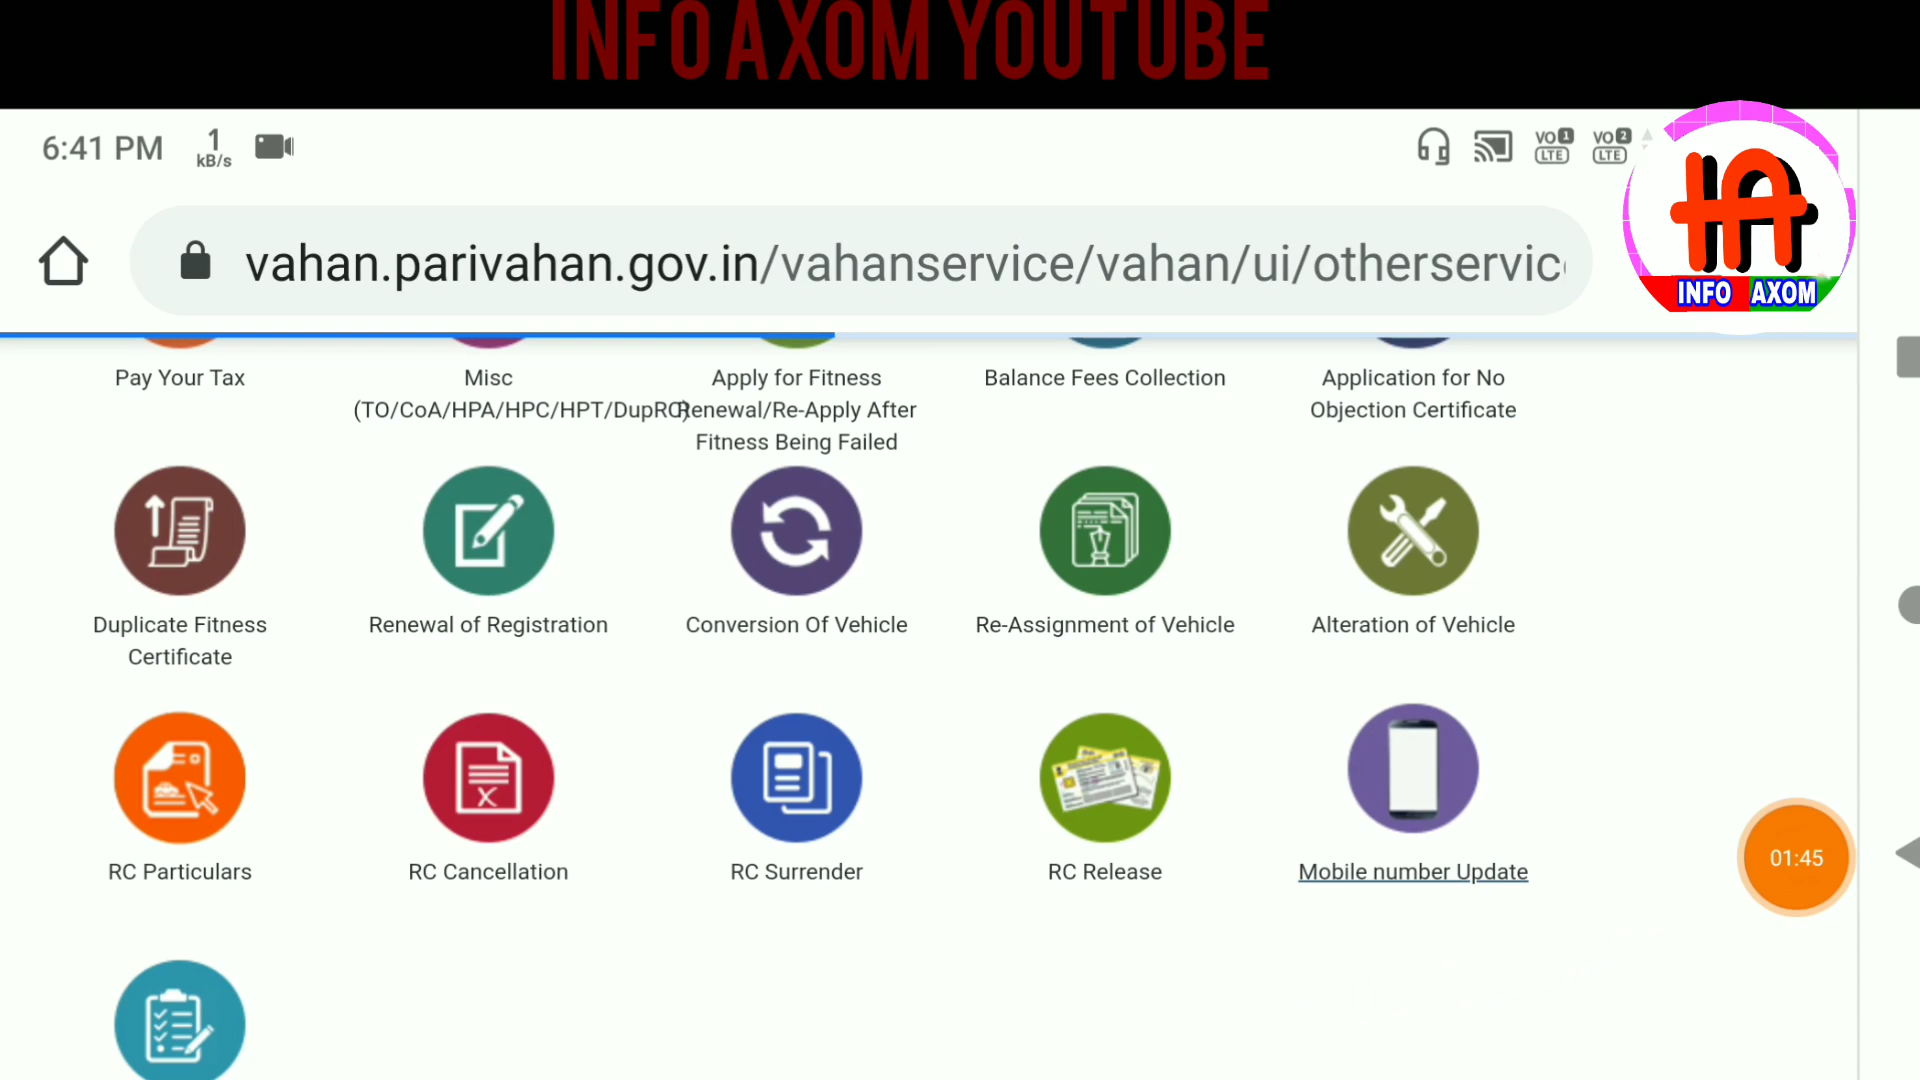 INFO AXOM YOUTUBE
6:41 PM
1
kB/s
VO 1
LTE
VO 2
LTE
INFO AXOM
vahan.parivahan.gov.in/vahanservice/vahan/ui/otherservic
Pay Your Tax
Misc
(TO/CoA/HPA/HPC/HPT/DupRC)
Apply for Fitness
Renewal/Re-Apply After
Fitness Being Failed
Balance Fees Collection
Application for No
Objection Certificate
Duplicate Fitness
Certificate
Renewal of Registration
Conversion Of Vehicle
Re-Assignment of Vehicle
Alteration of Vehicle
RC Particulars
RC Cancellation
RC Surrender
RC Release
Mobile number Update
01:45